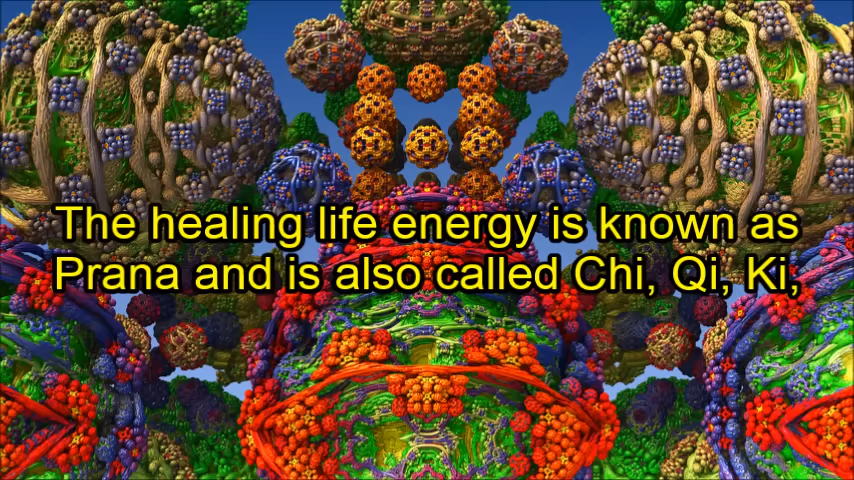 The healing life energy is known as
Prana and is also called Chi, Qi, Ki,